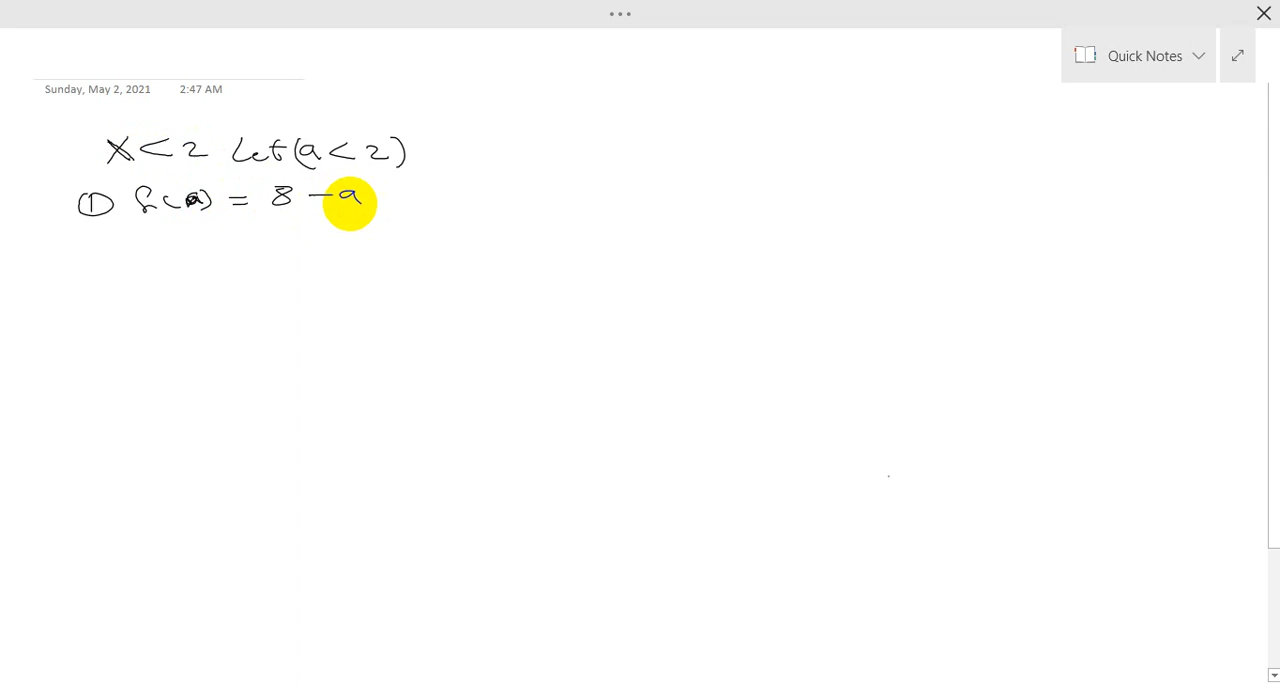 Quick Notes
Sunday, May 2, 2021 2:47 AM
x < 2 Let (a < 2)
① f(a) = 8 - a